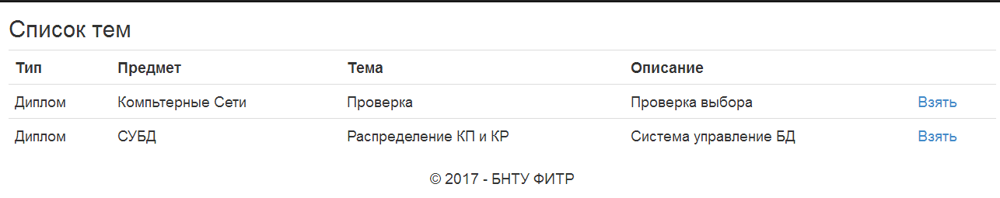 Список тем
Тип Предмет Тема Описание
Диплом Компьтерные Сети Проверка Проверка выбора Взять
Диплом СУБД Распределение КП и КР Система управление БД Взять
© 2017 - БНТУ ФИТР